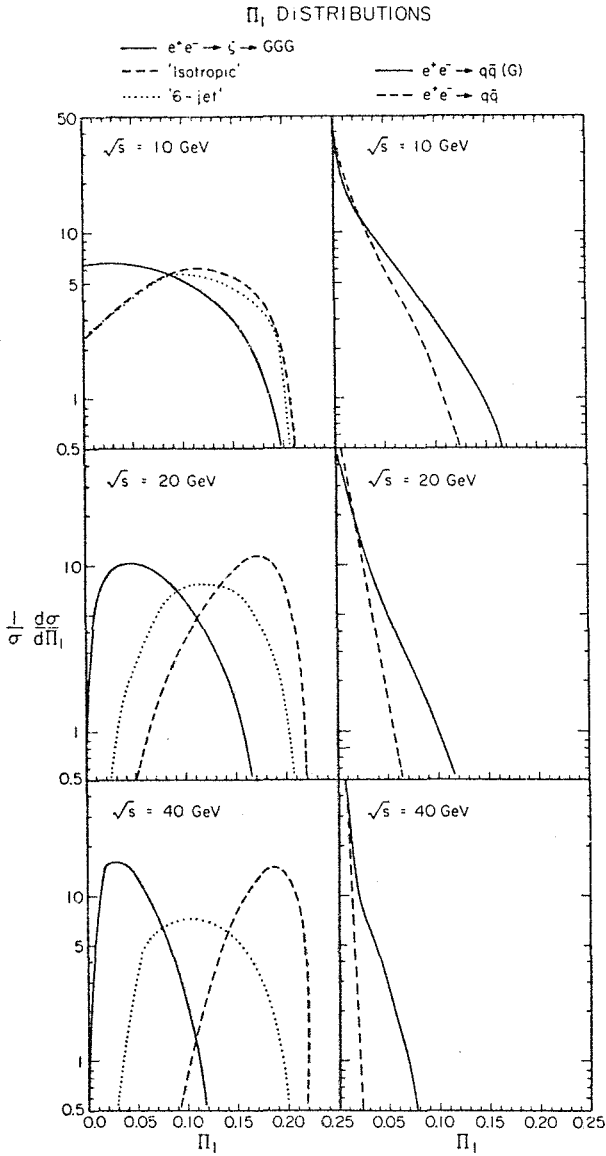 Π₁ DISTRIBUTIONS
e⁺e⁻ → ζ → GGG
'Isotropic'
'6-jet'
e⁺e⁻ → qq̄ (G)
e⁺e⁻ → qq̄
50
10
5
1
0.5
√s = 10 GeV
√s = 10 GeV
10
1
0.5
√s = 20 GeV
√s = 20 GeV
1/σ dσ/dΠ₁
10
5
1
0.5
√s = 40 GeV
√s = 40 GeV
0.0 0.05 0.10 0.15 0.20 0.25 0.05 0.10 0.15 0.20 0.25
Π₁ Π₁